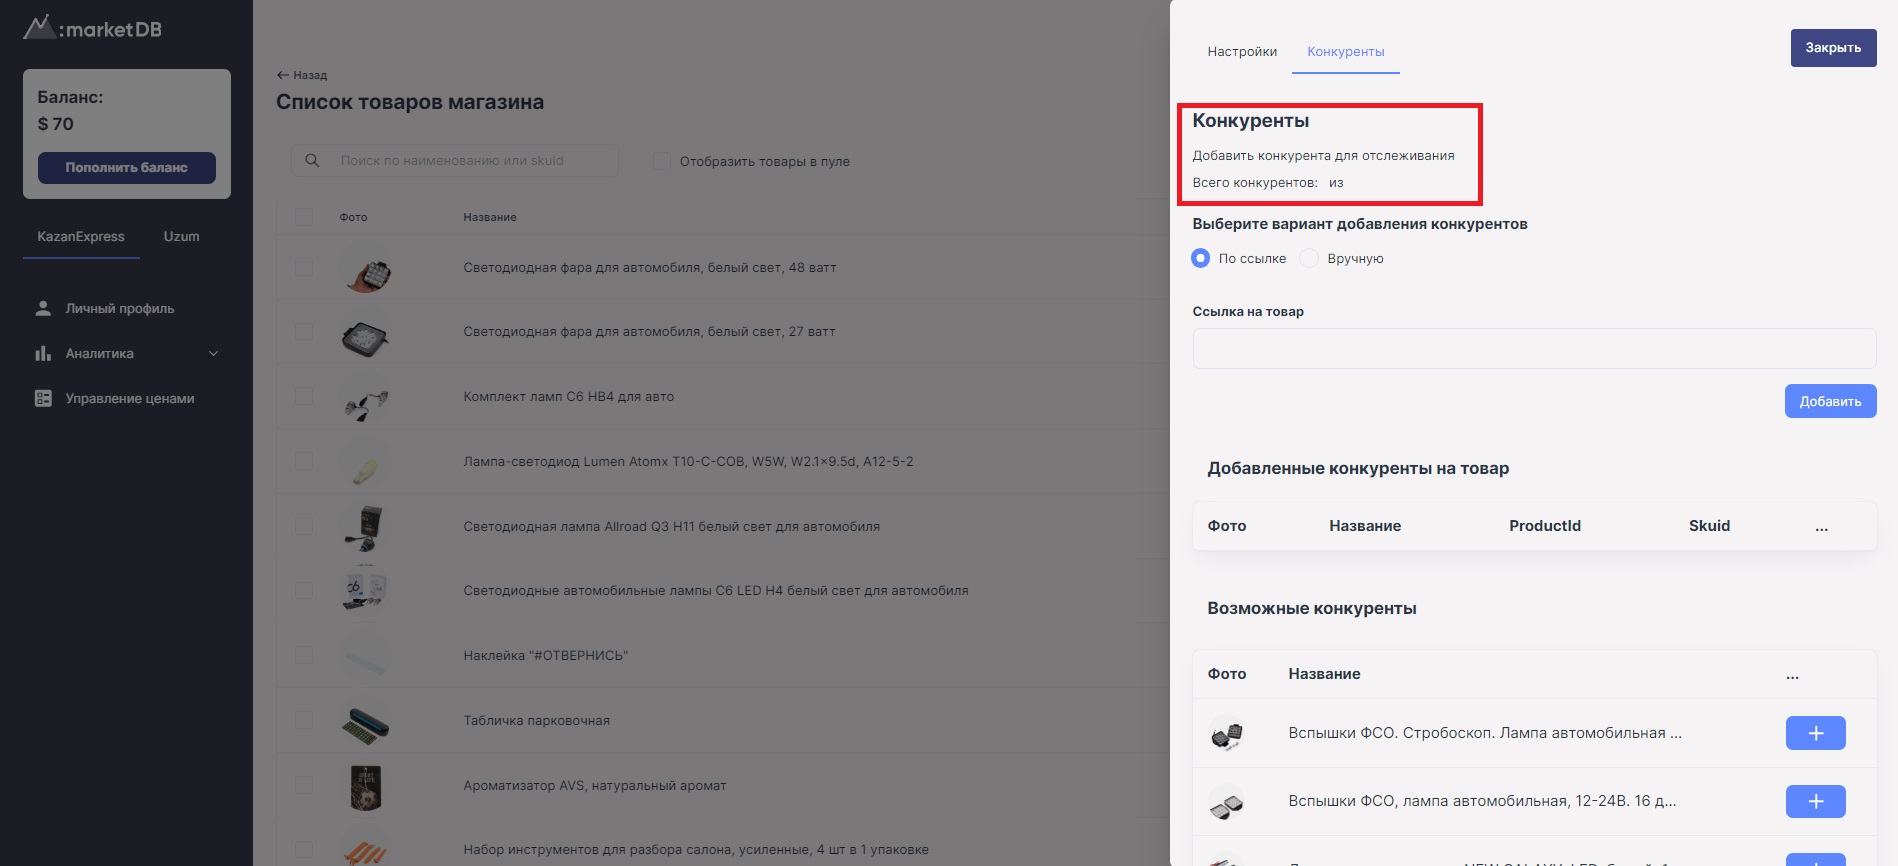 :marketDB
Баланс:
$ 70
Пополнить баланс
KazanExpress Uzum
Личный профиль
Аналитика
Управление ценами
Назад
Список товаров магазина
Поиск по наименованию или skuid
Отобразить товары в пуле
Фото Название
Светодиодная фара для автомобиля, белый свет, 48 ватт
Светодиодная фара для автомобиля, белый свет, 27 ватт
Комплект ламп C6 HB4 для авто
Лампа-светодиод Lumen Atomx T10-C-COB, W5W, W2.1x9.5d, A12-5-2
Светодиодная лампа Allroad Q3 H11 белый свет для автомобиля
Светодиодные автомобильные лампы C6 LED H4 белый свет для автомобиля
Наклейка "#ОТВЕРНИСЬ"
Табличка парковочная
Ароматизатор AVS, натуральный аромат
Набор инструментов для разбора салона, усиленные, 4 шт в 1 упаковке
Настройки Конкуренты
Закрыть
Конкуренты
Добавить конкурента для отслеживания
Всего конкурентов: из
Выберите вариант добавления конкурентов
По ссылке Вручную
Ссылка на товар
Добавить
Добавленные конкуренты на товар
Фото Название ProductId Skuid ...
Возможные конкуренты
Фото Название ...
Вспышки ФСО. Стробоскоп. Лампа автомобильная ...
Вспышки ФСО, лампа автомобильная, 12-24В. 16 д...